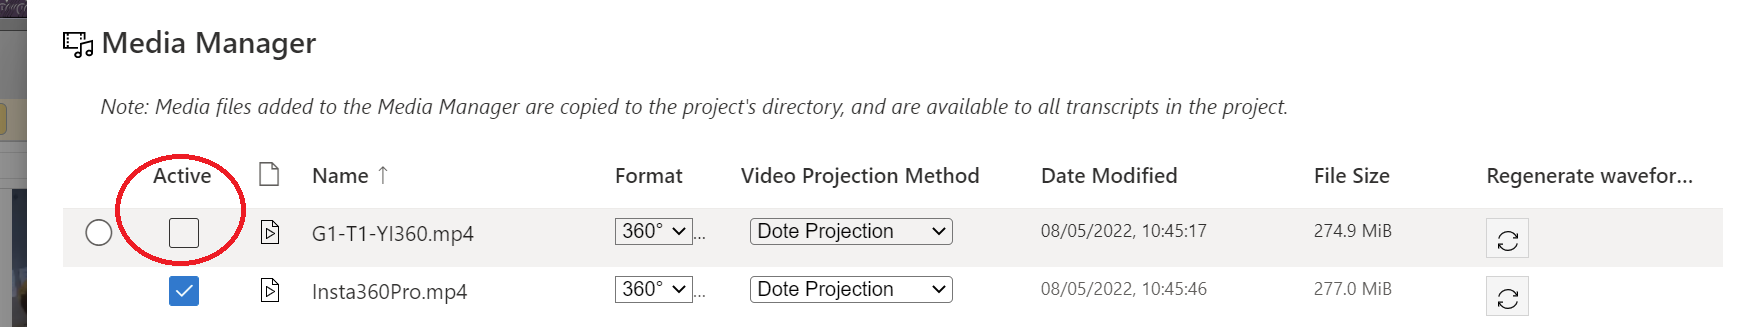 Media Manager
Note: Media files added to the Media Manager are copied to the project's directory, and are available to all transcripts in the project.
Active Name ↑ Format Video Projection Method Date Modified File Size Regenerate wavefor...
G1-T1-YI360.mp4 360° ... Dote Projection 08/05/2022, 10:45:17 274.9 MiB
Insta360Pro.mp4 360° ... Dote Projection 08/05/2022, 10:45:46 277.0 MiB